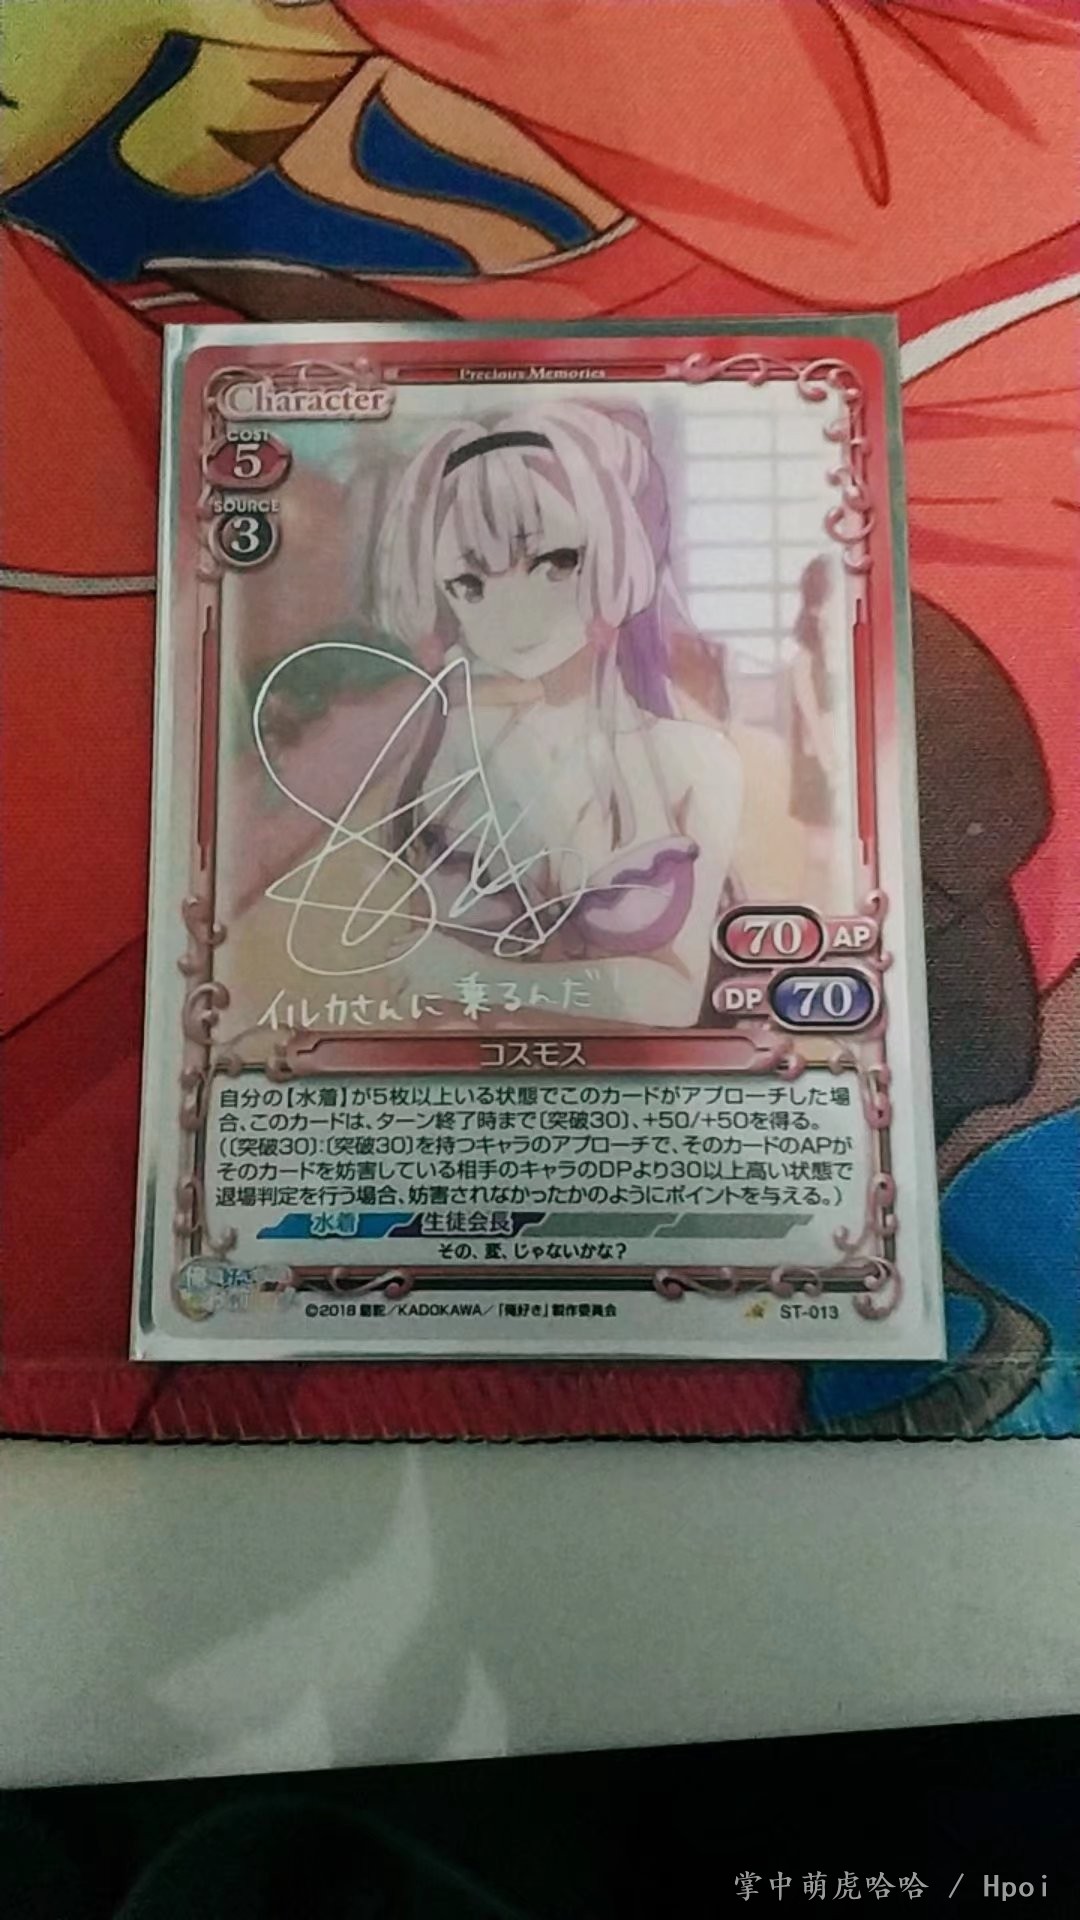 Precious Memories
Character
COST
5
SOURCE
3
イルカさんに乗るんだ
70 AP
DP 70
コスモス
自分の【水着】が5枚以上いる状態でこのカードがアプローチした場
合、このカードは、ターン終了時まで〔突破30〕、+50/+50を得る。
(〔突破30〕:〔突破30〕を持つキャラのアプローチで、そのカードのAPが
そのカードを妨害している相手のキャラのDPより30以上高い状態で
退場判定を行う場合、妨害されなかったかのようにポイントを与える。)
水着 生徒会長
その、変、じゃないかな?
©2018 駱駝/KADOKAWA/「俺好き」製作委員会
ST-013
掌中萌虎哈哈 / Hpoi